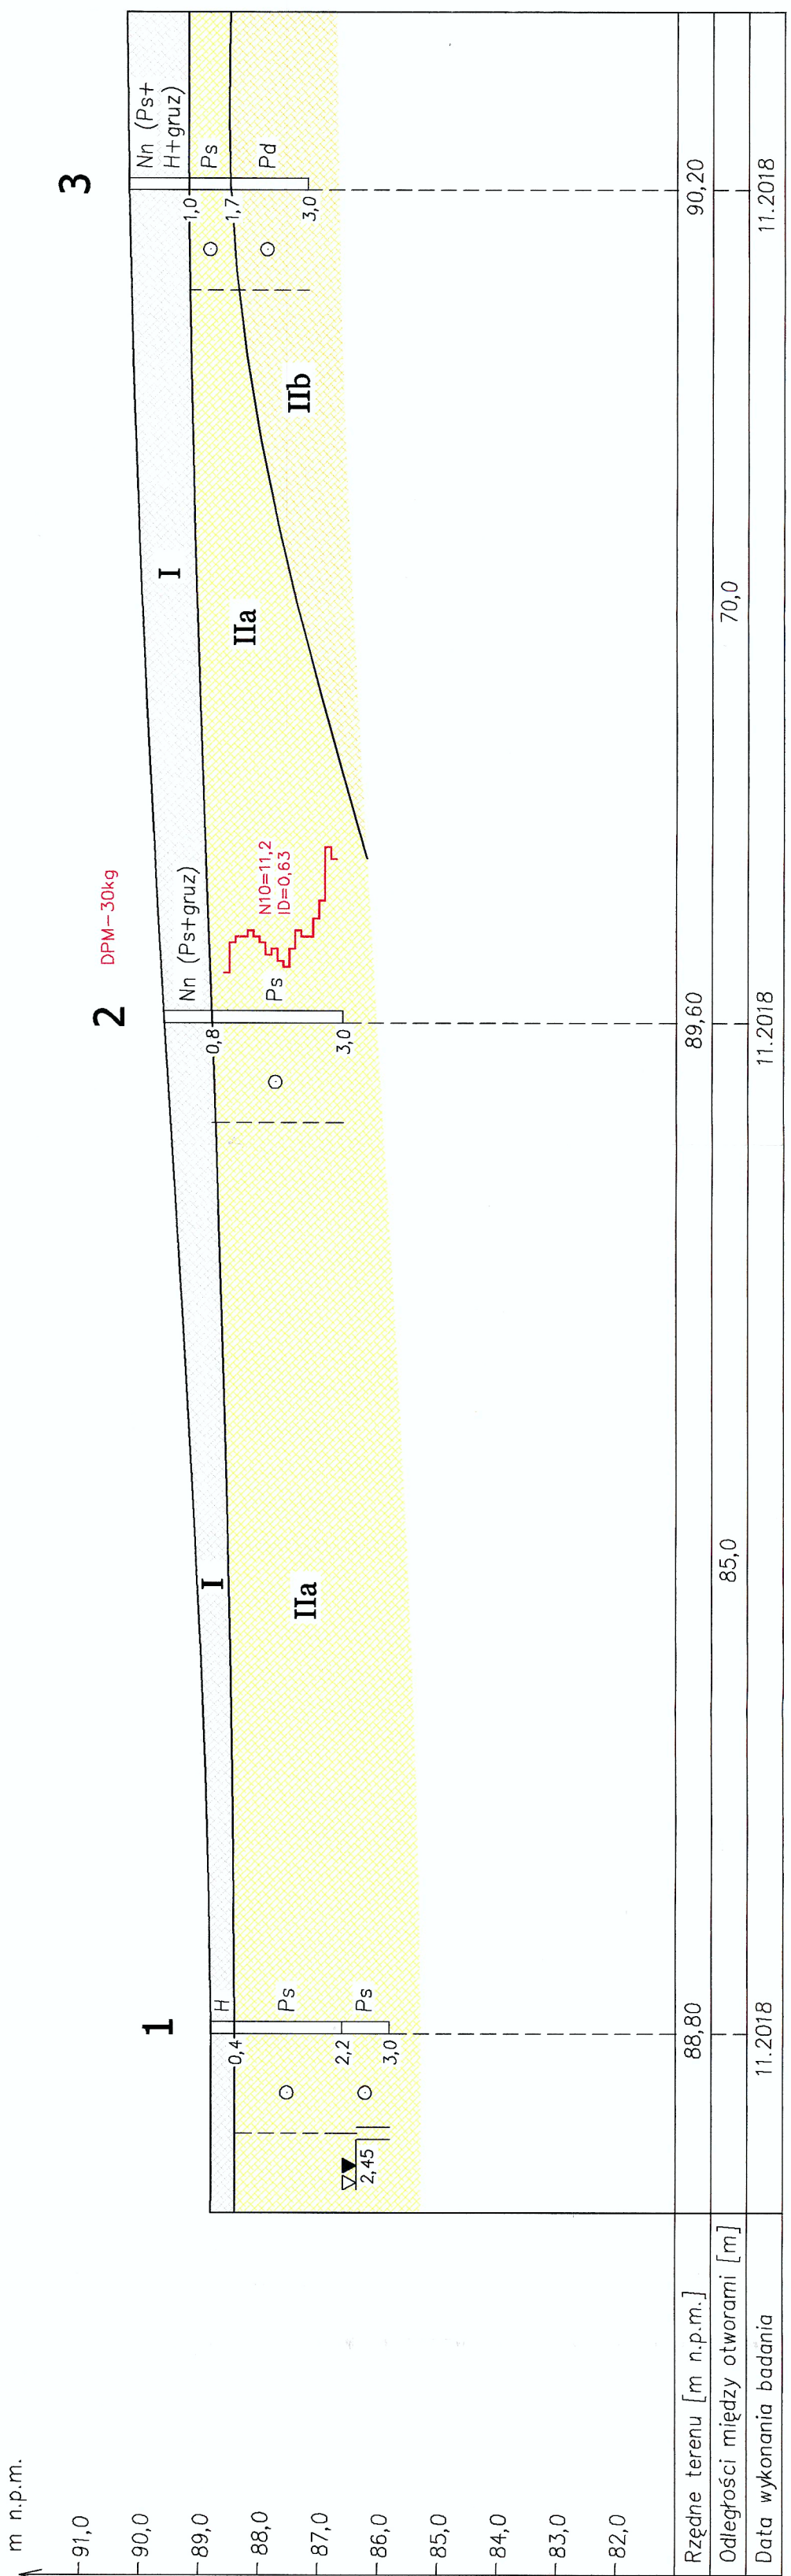 m n.p.m.
91,0
90,0
89,0
88,0
87,0
86,0
85,0
84,0
83,0
82,0
1
H
0,4
Ps
2,2
Ps
3,0
2,45
I
IIa
2
DPM-30kg
Nn (Ps+gruz)
0,8
Ps
3,0
N10=11,2
ID=0,63
I
IIa
IIb
3
Nn (Ps+
H+gruz)
1,0
Ps
1,7
Pd
3,0
Rzędne terenu [m n.p.m.] 88,80 89,60 90,20
Odległości między otworami [m] 85,0 70,0
Data wykonania badania 11.2018 11.2018 11.2018